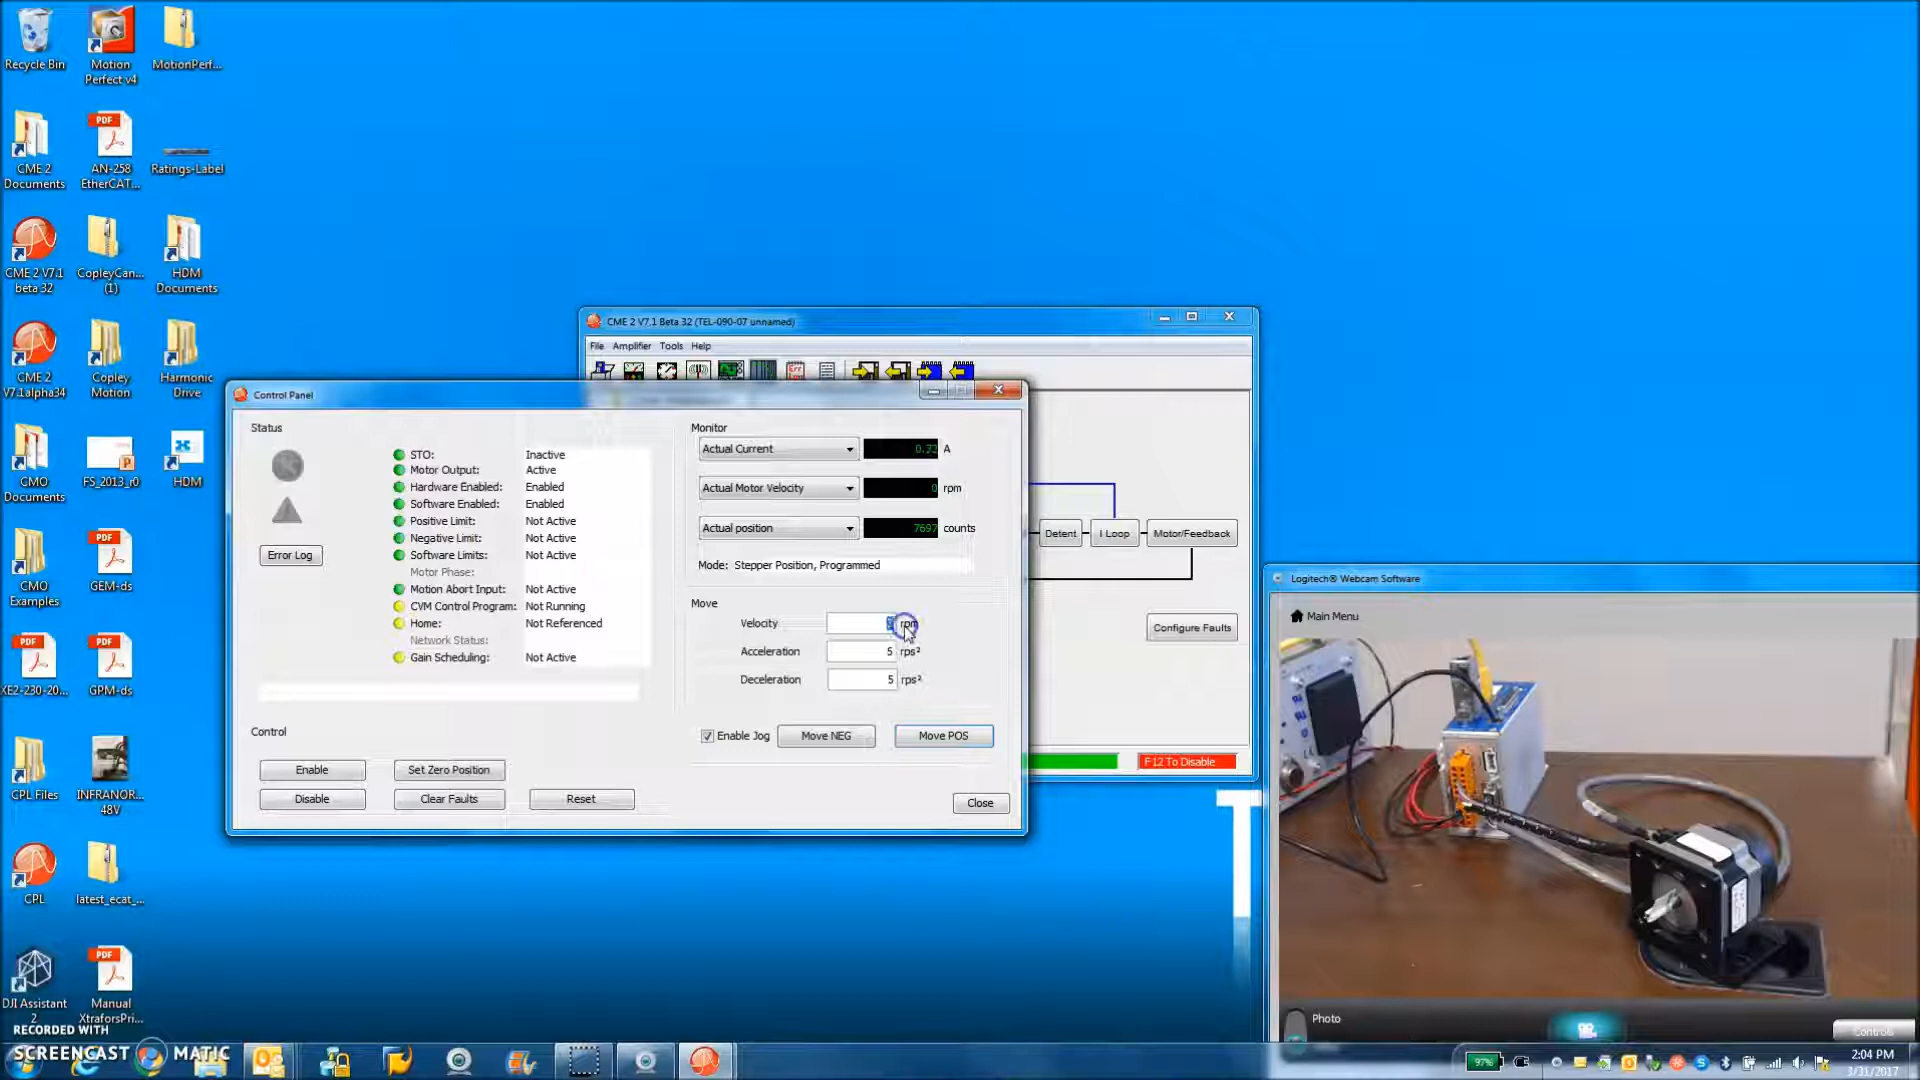 Recycle Bin
Motion
Perfect v4
MotionPerf...
CME 2
Documents
AN-258
EtherCAT...
Ratings-Label
CME 2 V7.1
beta 32
CopleyCan...
(1)
HDM
Documents
CME 2
V7.1alpha34
Copley
Motion
Harmonic
Drive
CMO
Documents
FS_2013_r0
HDM
CMO
Examples
GEM-ds
XE2-230-20...
GPM-ds
CPL Files
INFRANOR...
48V
CPL
latest_ecat_...
DJI Assistant
2
Manual
XtraforsPri...
RECORDED WITH
SCREENCAST MATIC
CME 2 V7.1 Beta 32 (TEL-090-07 unnamed)
File Amplifier Tools Help
Detent
I Loop
Motor/Feedback
Configure Faults
F12 To Disable
Control Panel
Status
STO: Inactive
Motor Output: Active
Hardware Enabled: Enabled
Software Enabled: Enabled
Positive Limit: Not Active
Negative Limit: Not Active
Software Limits: Not Active
Motor Phase:
Motion Abort Input: Not Active
CVM Control Program: Not Running
Home: Not Referenced
Network Status:
Gain Scheduling: Not Active
Error Log
Control
Enable
Set Zero Position
Disable
Clear Faults
Reset
Monitor
Actual Current 0.32 A
Actual Motor Velocity 0 rpm
Actual position 7697 counts
Mode: Stepper Position, Programmed
Move
Velocity rpm
Acceleration 5 rps²
Deceleration 5 rps²
Enable Jog
Move NEG
Move POS
Close
Logitech® Webcam Software
Main Menu
Photo
Controls
97%
2:04 PM
3/31/2017